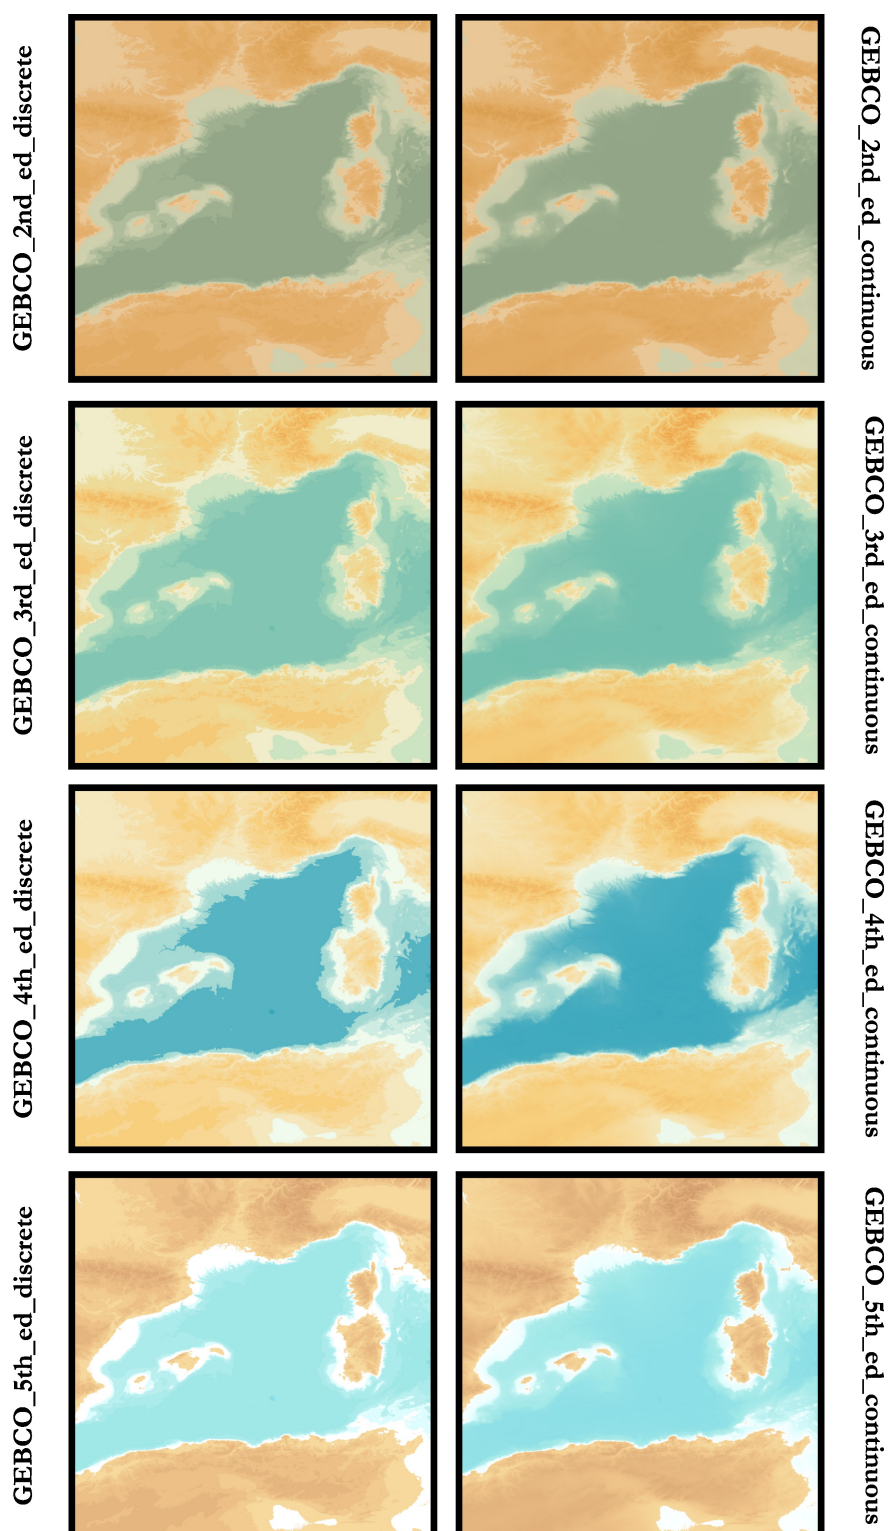 GEBCO_2nd_ed_discrete
GEBCO_2nd_ed_continuous
GEBCO_3rd_ed_discrete
GEBCO_3rd_ed_continuous
GEBCO_4th_ed_discrete
GEBCO_4th_ed_continuous
GEBCO_5th_ed_discrete
GEBCO_5th_ed_continuous